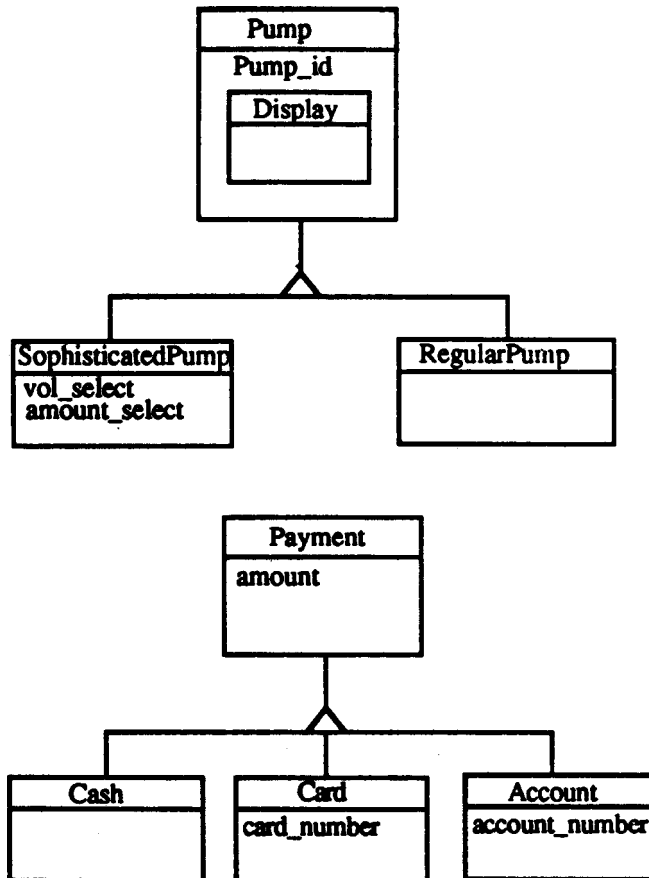 Pump
Pump_id
Display
SophisticatedPump
vol_select
amount_select
RegularPump
Payment
amount
Cash
Card
card_number
Account
account_number